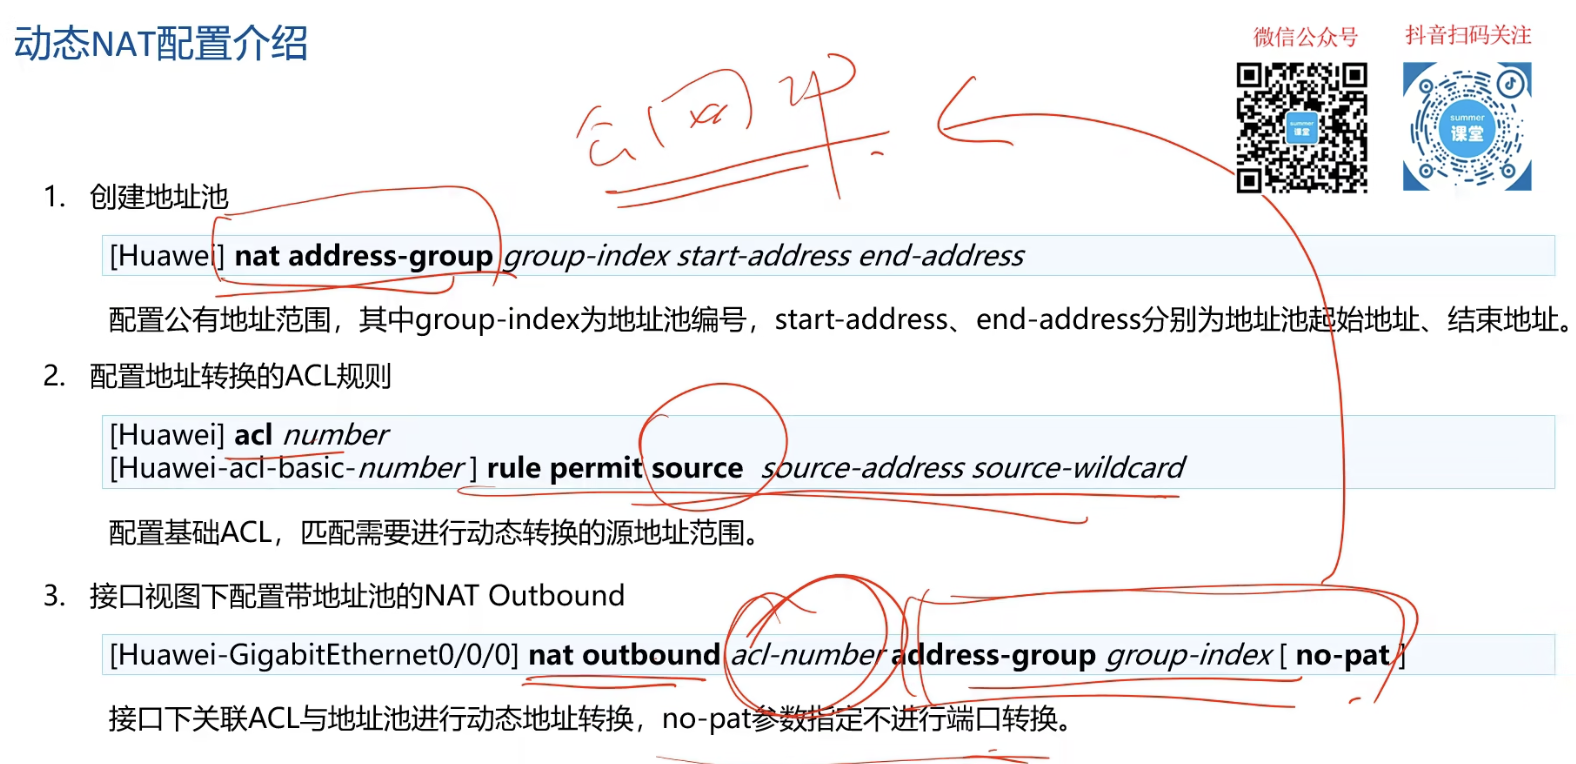 动态NAT配置介绍
微信公众号
抖音扫码关注
summer
课堂
summer
课堂
1. 创建地址池
[Huawei] nat address-group group-index start-address end-address
配置公有地址范围，其中group-index为地址池编号，start-address、end-address分别为地址池起始地址、结束地址。
2. 配置地址转换的ACL规则
[Huawei] acl number
[Huawei-acl-basic-number ] rule permit source source-address source-wildcard
配置基础ACL，匹配需要进行动态转换的源地址范围。
3. 接口视图下配置带地址池的NAT Outbound
[Huawei-GigabitEthernet0/0/0] nat outbound acl-number address-group group-index [ no-pat ]
接口下关联ACL与地址池进行动态地址转换，no-pat参数指定不进行端口转换。